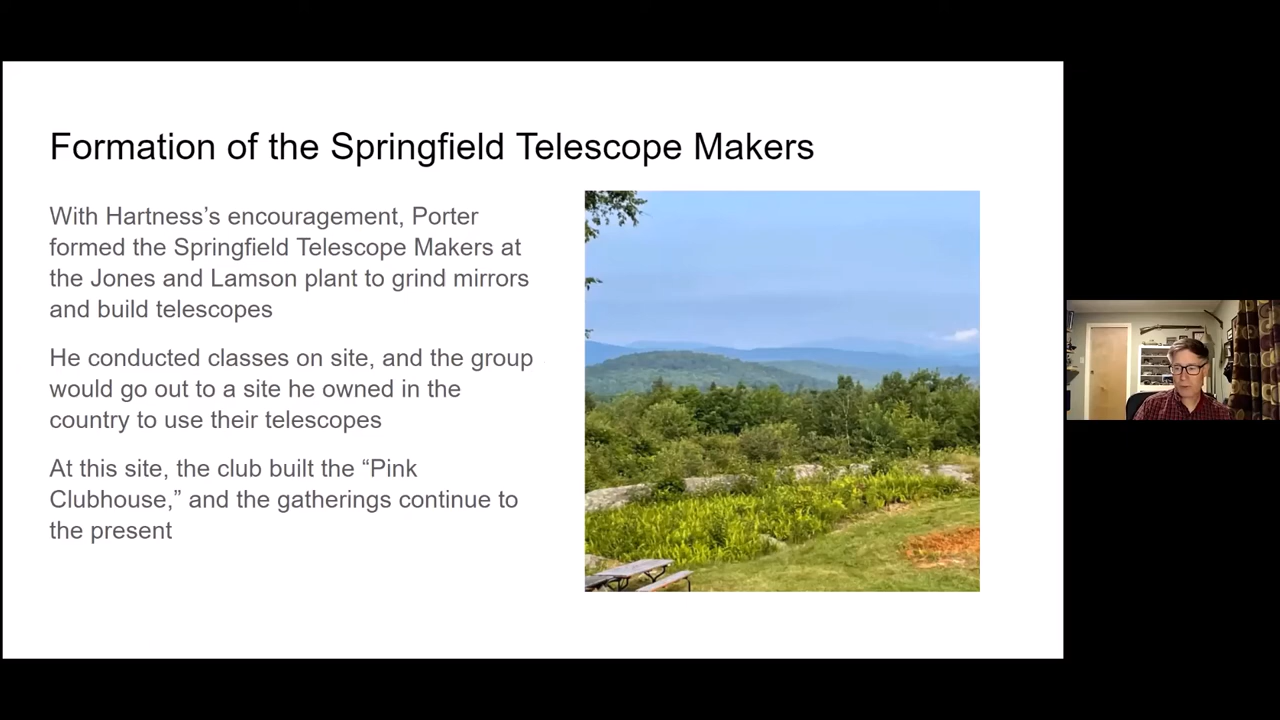 Formation of the Springfield Telescope Makers
With Hartness’s encouragement, Porter
formed the Springfield Telescope Makers at
the Jones and Lamson plant to grind mirrors
and build telescopes
He conducted classes on site, and the group
would go out to a site he owned in the
country to use their telescopes
At this site, the club built the “Pink
Clubhouse,” and the gatherings continue to
the present